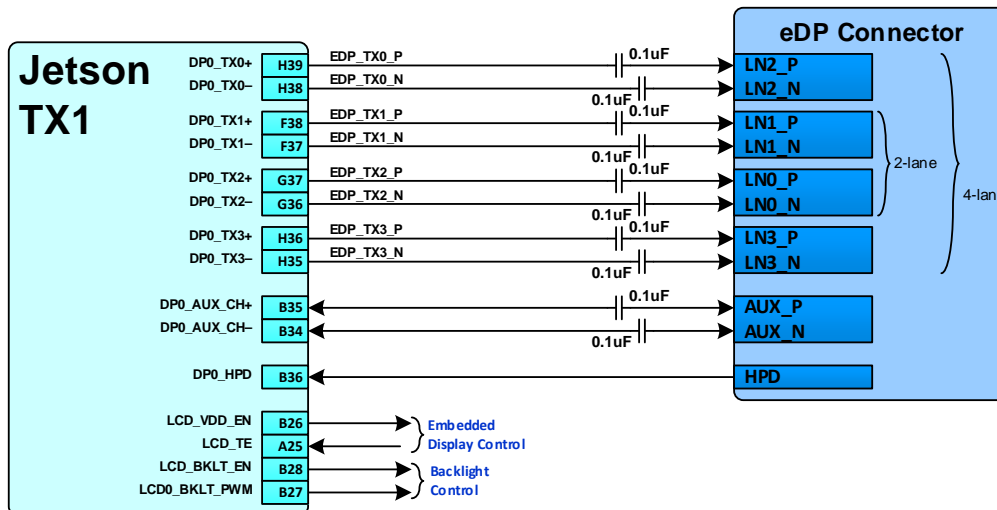 Jetson
TX1
eDP Connector
DP0_TX0+ H39 EDP_TX0_P 0.1uF LN2_P
DP0_TX0– H38 EDP_TX0_N 0.1uF LN2_N
DP0_TX1+ F38 EDP_TX1_P 0.1uF LN1_P
DP0_TX1– F37 EDP_TX1_N 0.1uF LN1_N
2-lane
DP0_TX2+ G37 EDP_TX2_P 0.1uF LN0_P
DP0_TX2– G36 EDP_TX2_N 0.1uF LN0_N
4-lan
DP0_TX3+ H36 EDP_TX3_P 0.1uF LN3_P
DP0_TX3– H35 EDP_TX3_N 0.1uF LN3_N
DP0_AUX_CH+ B35 0.1uF AUX_P
DP0_AUX_CH– B34 0.1uF AUX_N
DP0_HPD B36 HPD
LCD_VDD_EN B26 Embedded
LCD_TE A25 Display Control
LCD_BKLT_EN B28 Backlight
LCD0_BKLT_PWM B27 Control